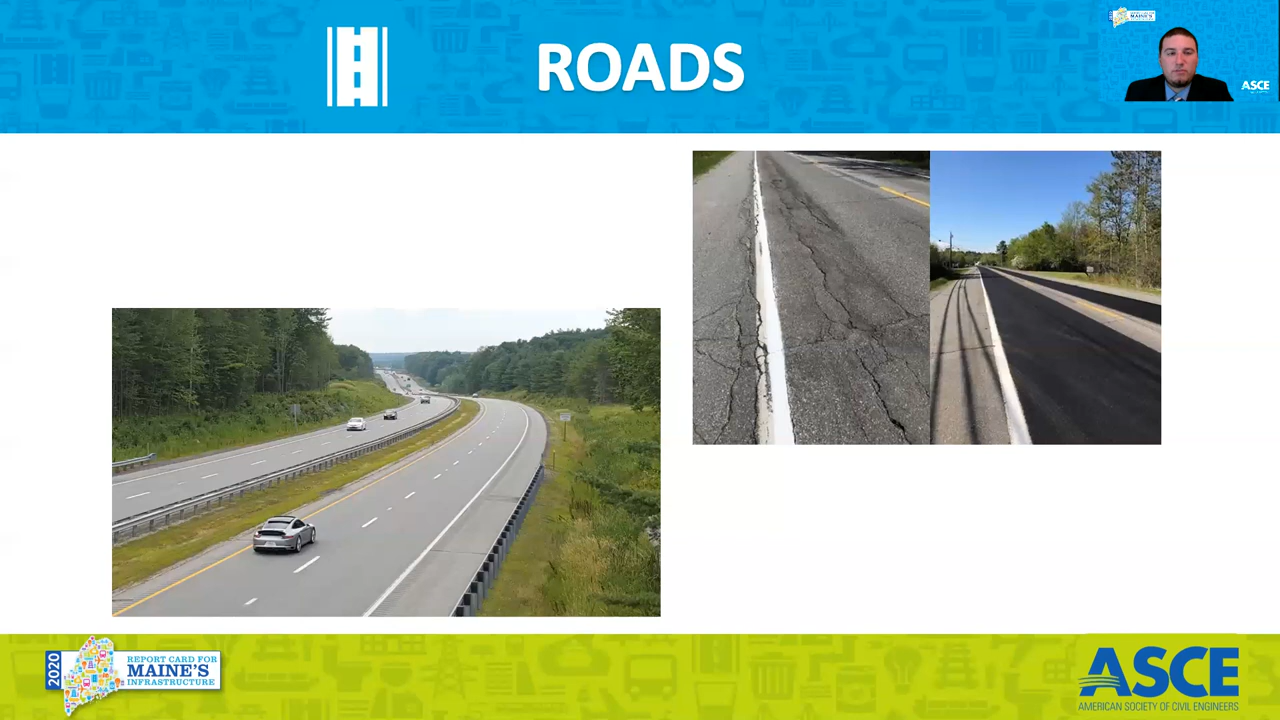 ROADS
MAINE'S
ASCE
2020
REPORT CARD FOR
MAINE'S
INFRASTRUCTURE
ASCE
AMERICAN SOCIETY OF CIVIL ENGINEERS